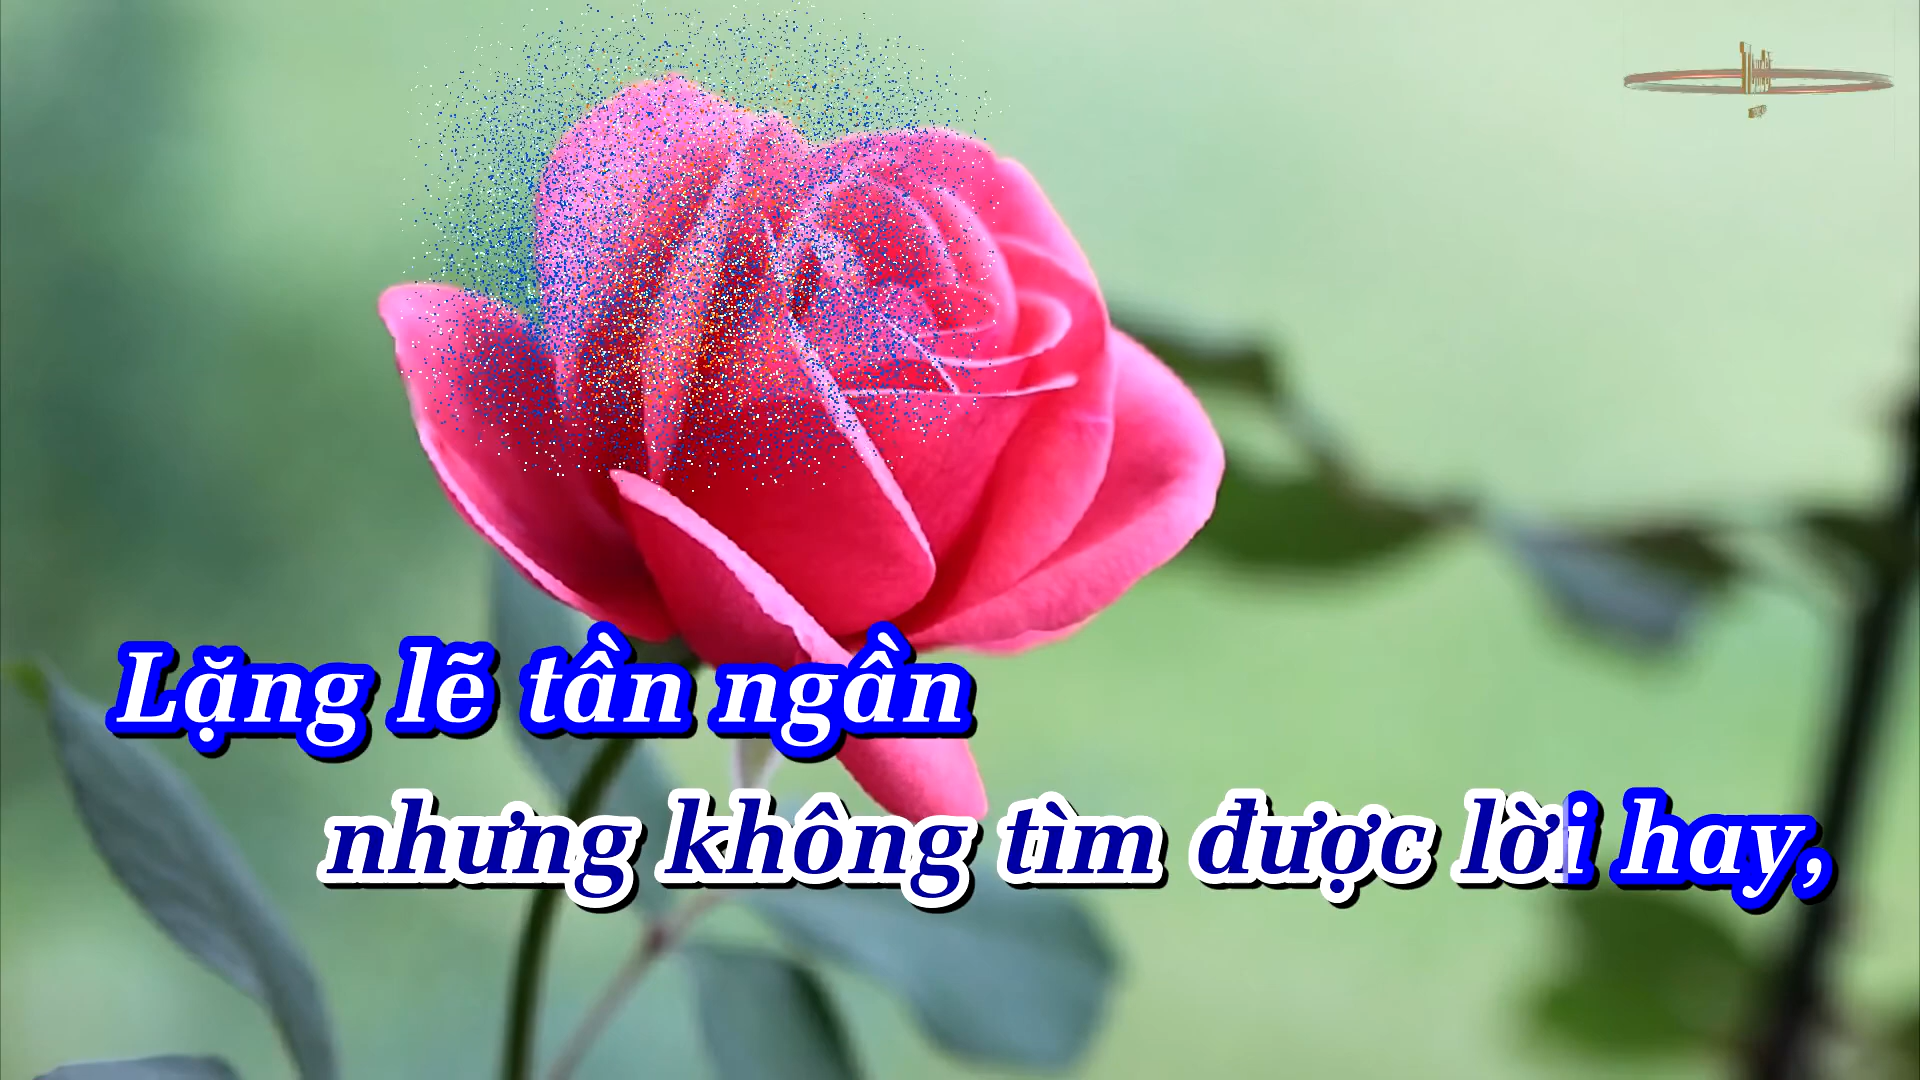 Lặng lẽ tần ngần
nhưng không tìm được lời hay,